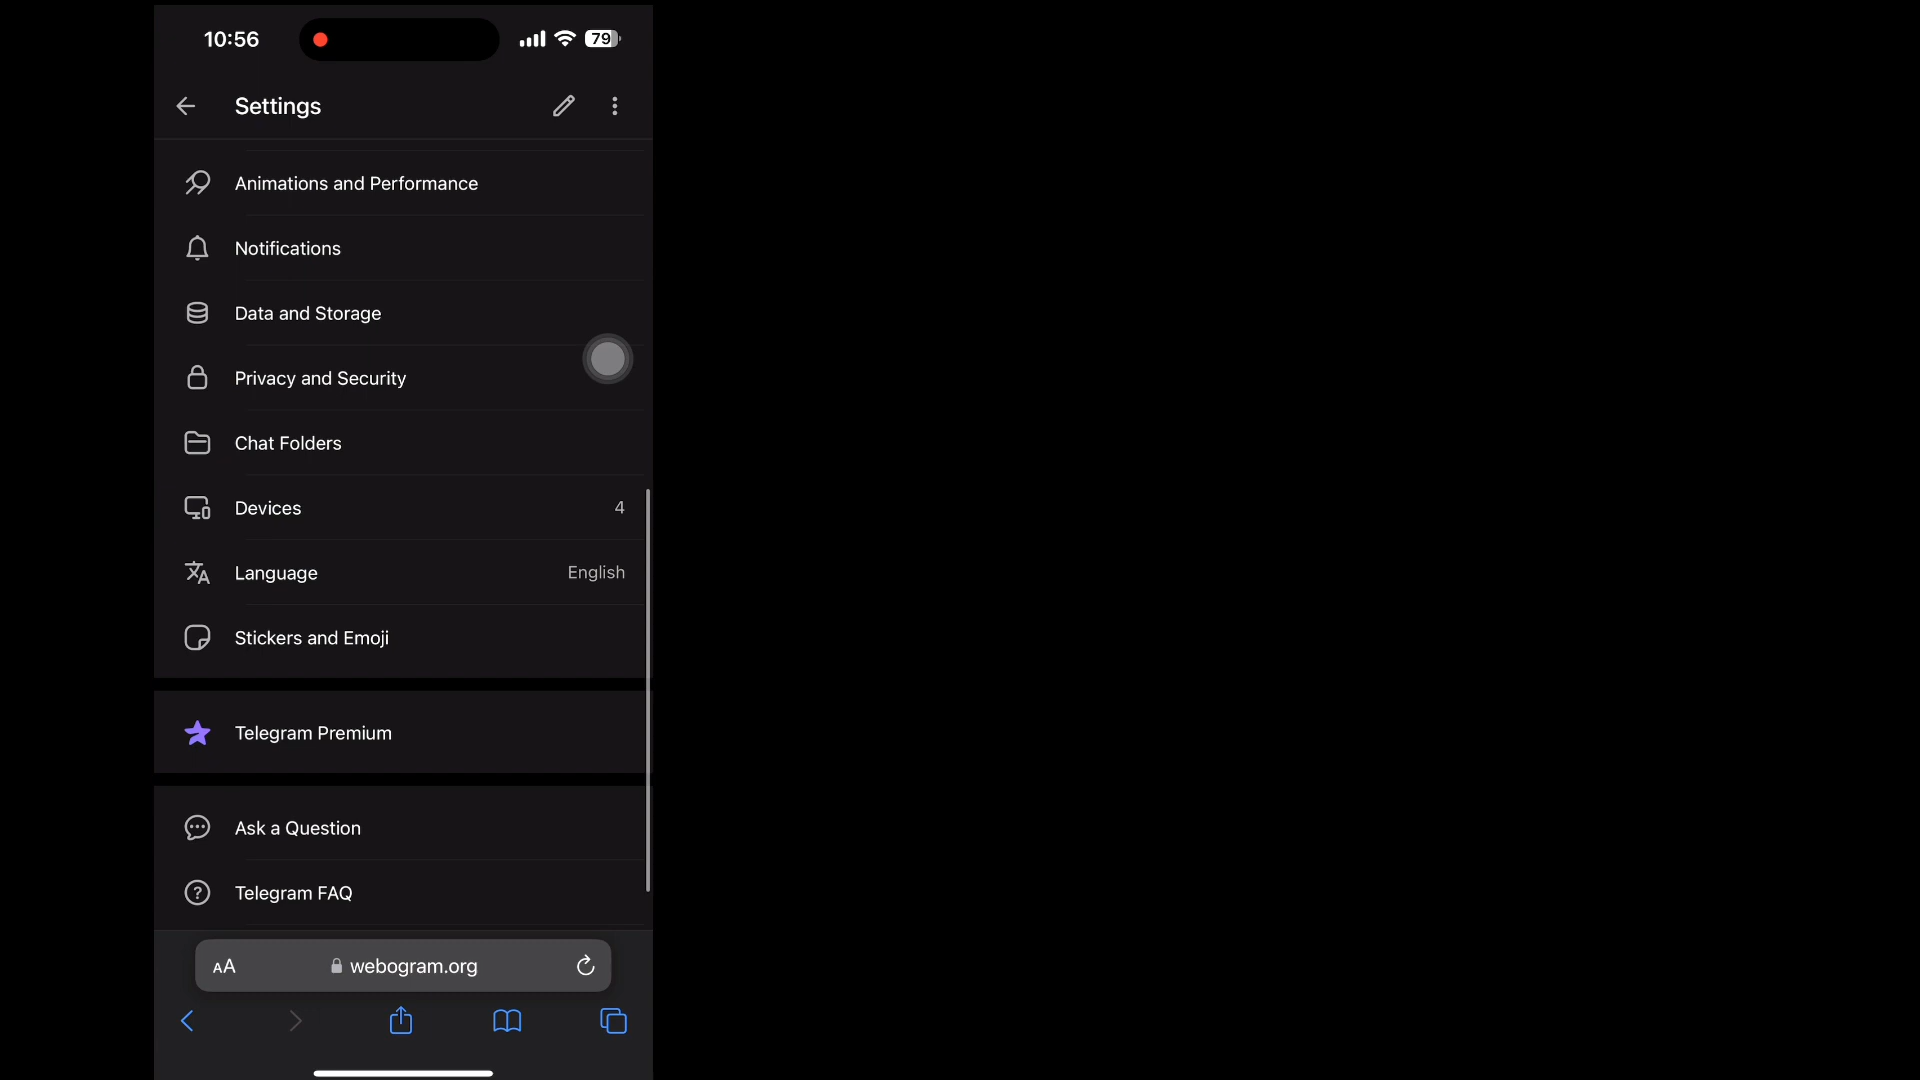 10:56
79
Settings
Animations and Performance
Notifications
Data and Storage
Privacy and Security
Chat Folders
Devices 4
Language English
Stickers and Emoji
Telegram Premium
Ask a Question
Telegram FAQ
AA webogram.org